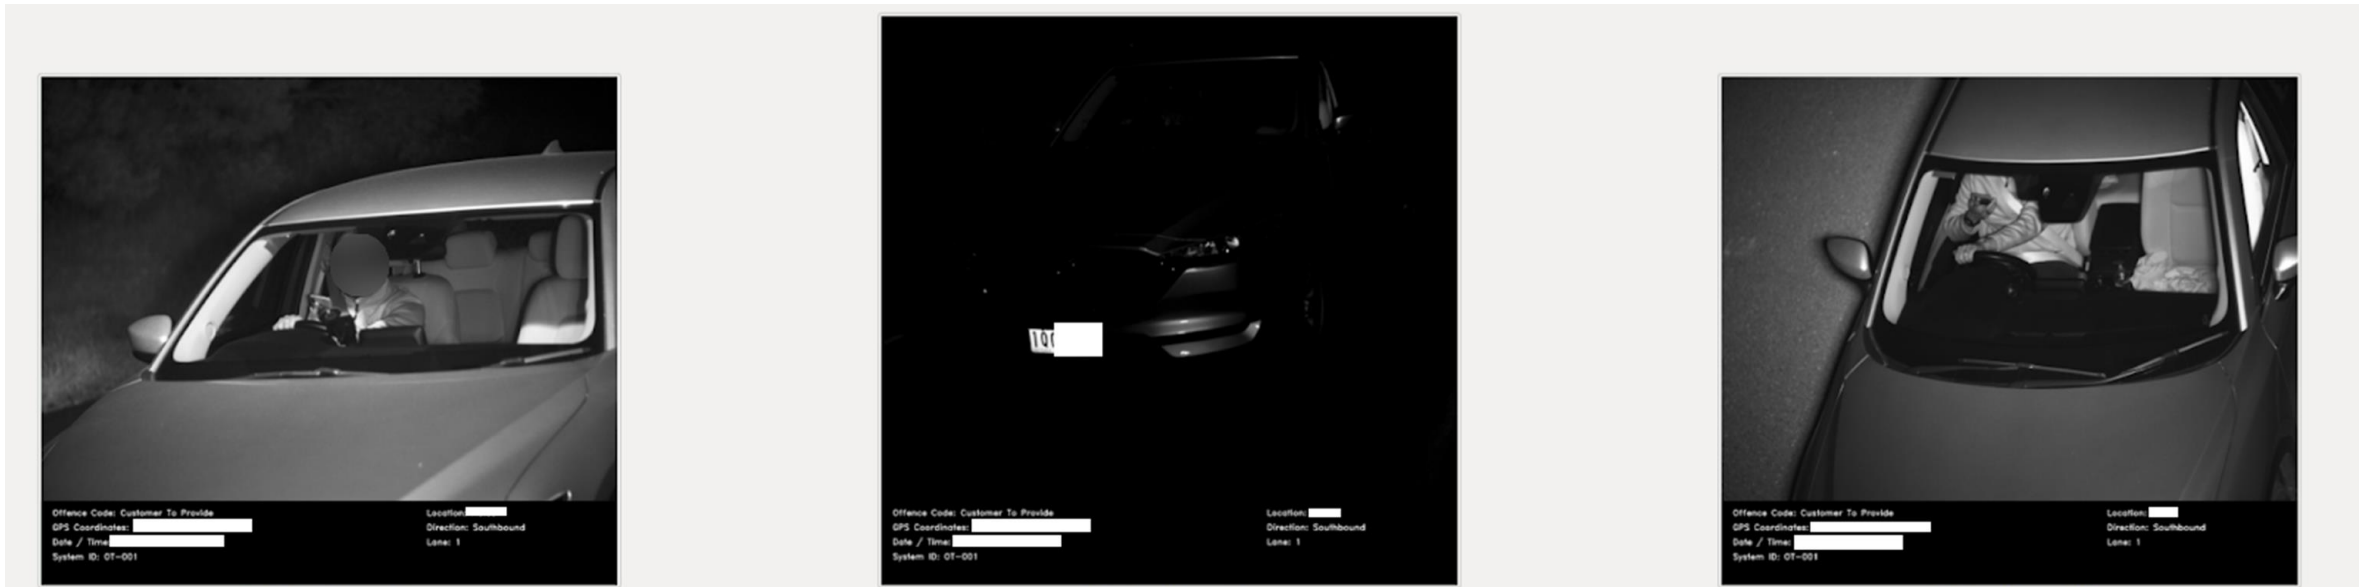 Offence Code: Customer To Provide
Location:
GPS Coordinates:
Direction: Southbound
Date / Time:
Lane: 1
System ID: OT-001
10
Offence Code: Customer To Provide
Location:
GPS Coordinates:
Direction: Southbound
Date / Time:
Lane: 1
System ID: OT-001
Offence Code: Customer To Provide
Location:
GPS Coordinates:
Direction: Southbound
Date / Time:
Lane: 1
System ID: OT-001